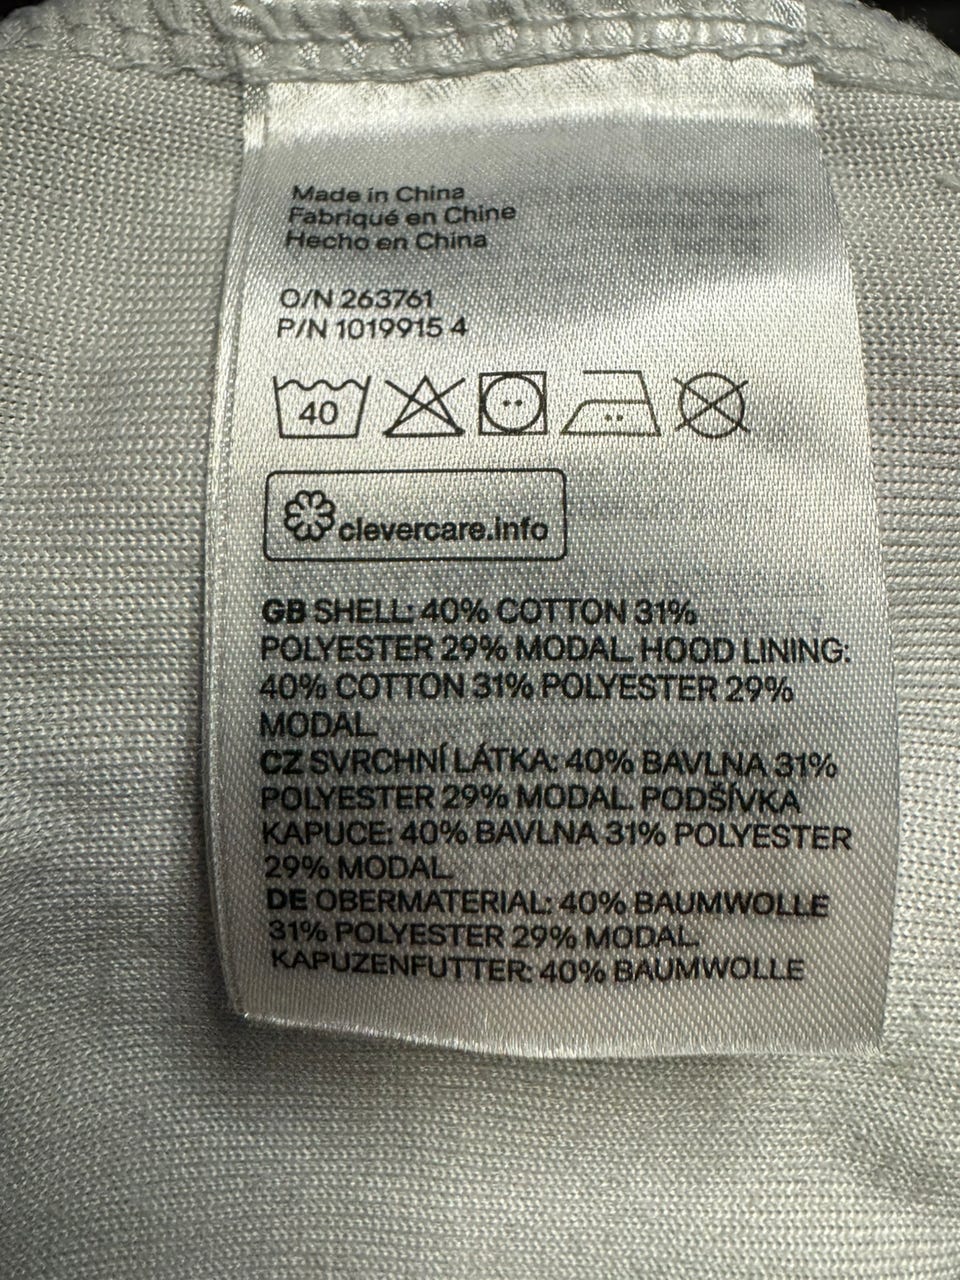 Made in China
Fabriqué en Chine
Hecho en China
O/N 263761
P/N 1019915 4
40
clevercare.info
GB SHELL: 40% COTTON 31%
POLYESTER 29% MODAL. HOOD LINING:
40% COTTON 31% POLYESTER 29%
MODAL.
CZ SVRCHNÍ LÁTKA: 40% BAVLNA 31%
POLYESTER 29% MODAL. PODŠÍVKA
KAPUCE: 40% BAVLNA 31% POLYESTER
29% MODAL.
DE OBERMATERIAL: 40% BAUMWOLLE
31% POLYESTER 29% MODAL.
KAPUZENFUTTER: 40% BAUMWOLLE